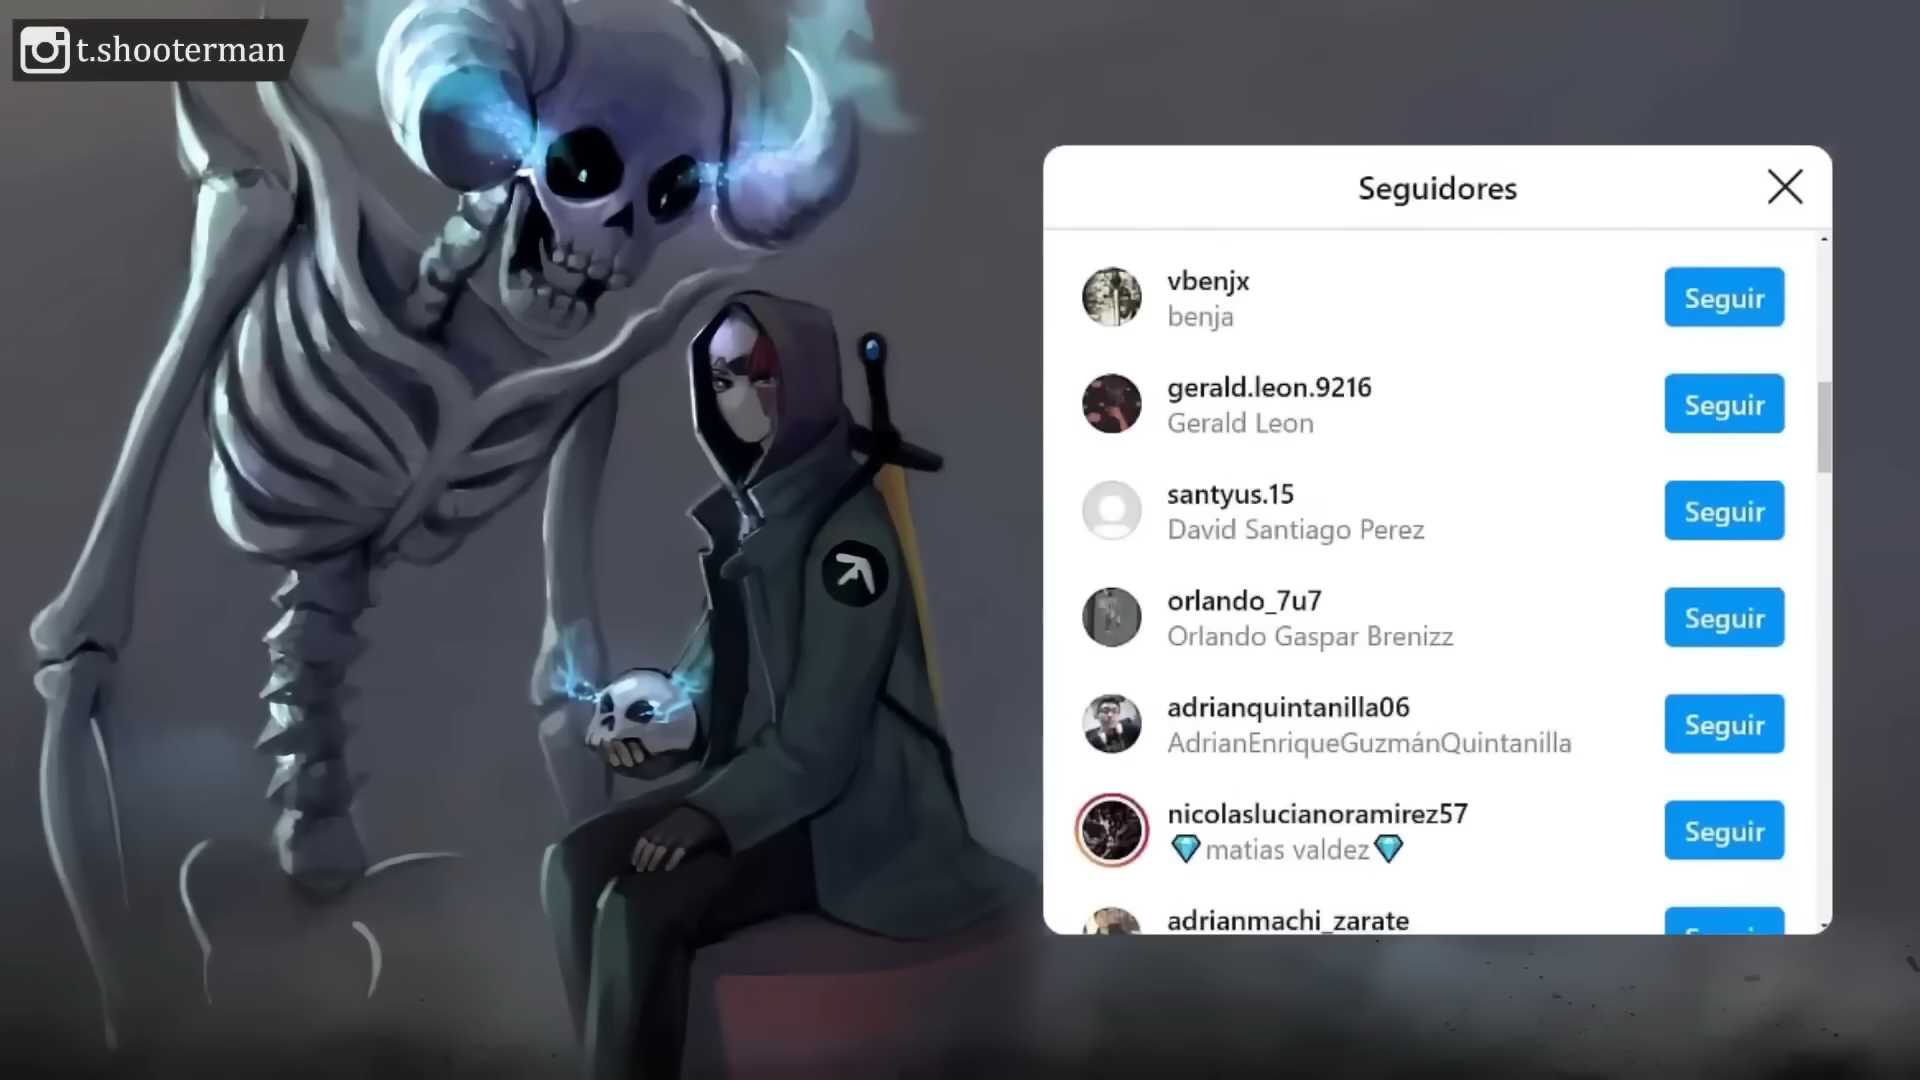 t.shooterman
Seguidores
vbenjx
benja
Seguir
gerald.leon.9216
Gerald Leon
Seguir
santyus.15
David Santiago Perez
Seguir
orlando_7u7
Orlando Gaspar Brenizz
Seguir
adrianquintanilla06
AdrianEnriqueGuzmánQuintanilla
Seguir
nicolaslucianoramirez57
💎matias valdez💎
Seguir
adrianmachi_zarate